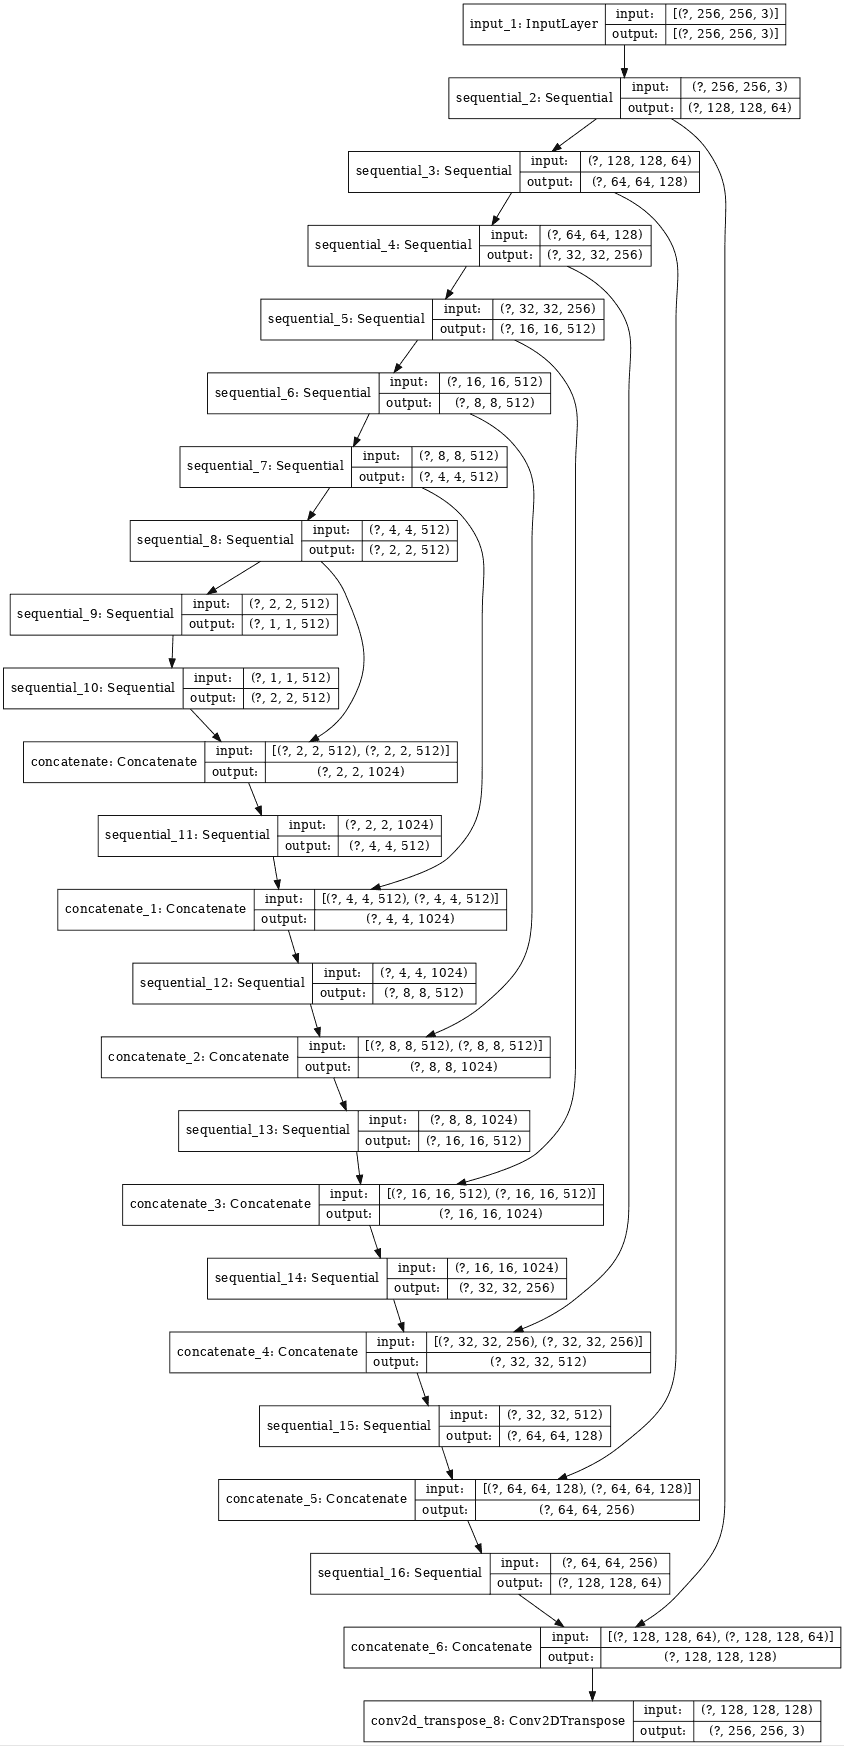 input_1: InputLayer input: [(?, 256, 256, 3)]
output: [(?, 256, 256, 3)]
sequential_2: Sequential input: (?, 256, 256, 3)
output: (?, 128, 128, 64)
sequential_3: Sequential input: (?, 128, 128, 64)
output: (?, 64, 64, 128)
sequential_4: Sequential input: (?, 64, 64, 128)
output: (?, 32, 32, 256)
sequential_5: Sequential input: (?, 32, 32, 256)
output: (?, 16, 16, 512)
sequential_6: Sequential input: (?, 16, 16, 512)
output: (?, 8, 8, 512)
sequential_7: Sequential input: (?, 8, 8, 512)
output: (?, 4, 4, 512)
sequential_8: Sequential input: (?, 4, 4, 512)
output: (?, 2, 2, 512)
sequential_9: Sequential input: (?, 2, 2, 512)
output: (?, 1, 1, 512)
sequential_10: Sequential input: (?, 1, 1, 512)
output: (?, 2, 2, 512)
concatenate: Concatenate input: [(?, 2, 2, 512), (?, 2, 2, 512)]
output: (?, 2, 2, 1024)
sequential_11: Sequential input: (?, 2, 2, 1024)
output: (?, 4, 4, 512)
concatenate_1: Concatenate input: [(?, 4, 4, 512), (?, 4, 4, 512)]
output: (?, 4, 4, 1024)
sequential_12: Sequential input: (?, 4, 4, 1024)
output: (?, 8, 8, 512)
concatenate_2: Concatenate input: [(?, 8, 8, 512), (?, 8, 8, 512)]
output: (?, 8, 8, 1024)
sequential_13: Sequential input: (?, 8, 8, 1024)
output: (?, 16, 16, 512)
concatenate_3: Concatenate input: [(?, 16, 16, 512), (?, 16, 16, 512)]
output: (?, 16, 16, 1024)
sequential_14: Sequential input: (?, 16, 16, 1024)
output: (?, 32, 32, 256)
concatenate_4: Concatenate input: [(?, 32, 32, 256), (?, 32, 32, 256)]
output: (?, 32, 32, 512)
sequential_15: Sequential input: (?, 32, 32, 512)
output: (?, 64, 64, 128)
concatenate_5: Concatenate input: [(?, 64, 64, 128), (?, 64, 64, 128)]
output: (?, 64, 64, 256)
sequential_16: Sequential input: (?, 64, 64, 256)
output: (?, 128, 128, 64)
concatenate_6: Concatenate input: [(?, 128, 128, 64), (?, 128, 128, 64)]
output: (?, 128, 128, 128)
conv2d_transpose_8: Conv2DTranspose input: (?, 128, 128, 128)
output: (?, 256, 256, 3)